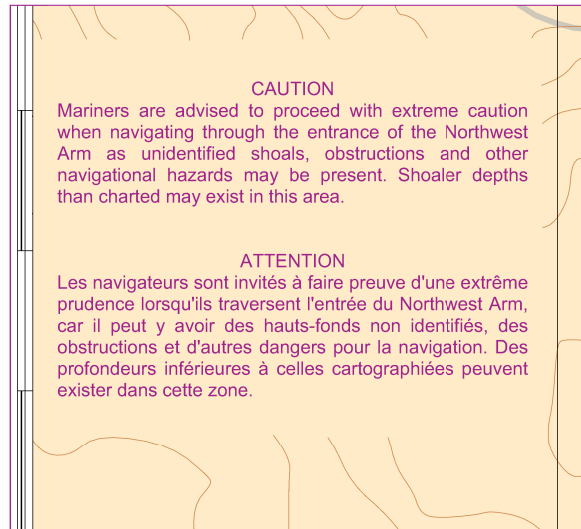 CAUTION
Mariners are advised to proceed with extreme caution
when navigating through the entrance of the Northwest
Arm as unidentified shoals, obstructions and other
navigational hazards may be present. Shoaler depths
than charted may exist in this area.
ATTENTION
Les navigateurs sont invités à faire preuve d'une extrême
prudence lorsqu'ils traversent l'entrée du Northwest Arm,
car il peut y avoir des hauts-fonds non identifiés, des
obstructions et d'autres dangers pour la navigation. Des
profondeurs inférieures à celles cartographiées peuvent
exister dans cette zone.